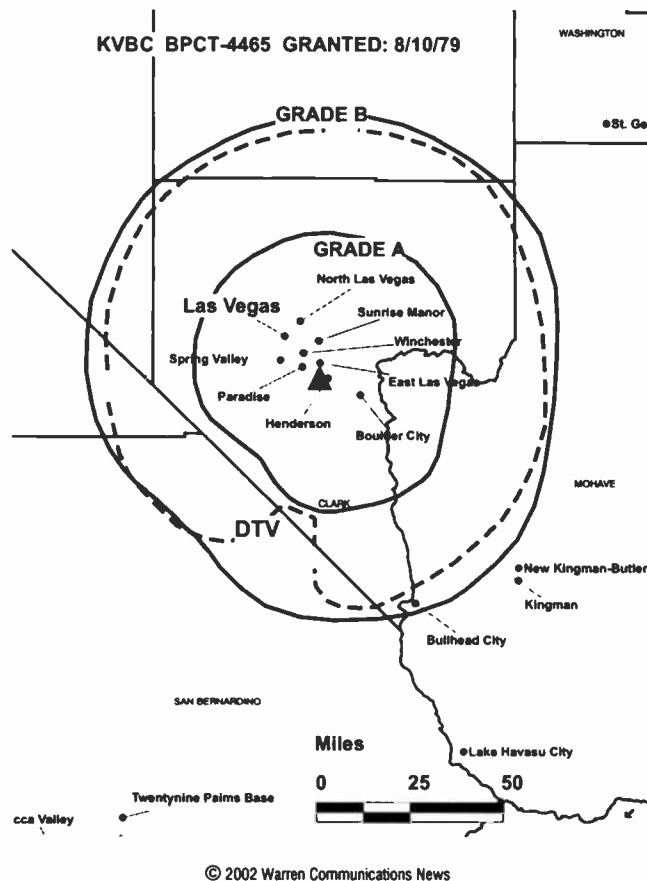 KVBC BPCT-4465 GRANTED: 8/10/79
WASHINGTON
GRADE B
St. Ge
GRADE A
North Las Vegas
Las Vegas
Sunrise Manor
Winchester
Spring Valley
East Las Vegas
Paradise
Henderson
Boulder City
CLARK
MOHAVE
DTV
New Kingman-Butler
Kingman
Bullhead City
SAN BERNARDINO
Miles
Lake Havasu City
0 25 50
Twentynine Palms Base
cca Valley
© 2002 Warren Communications News